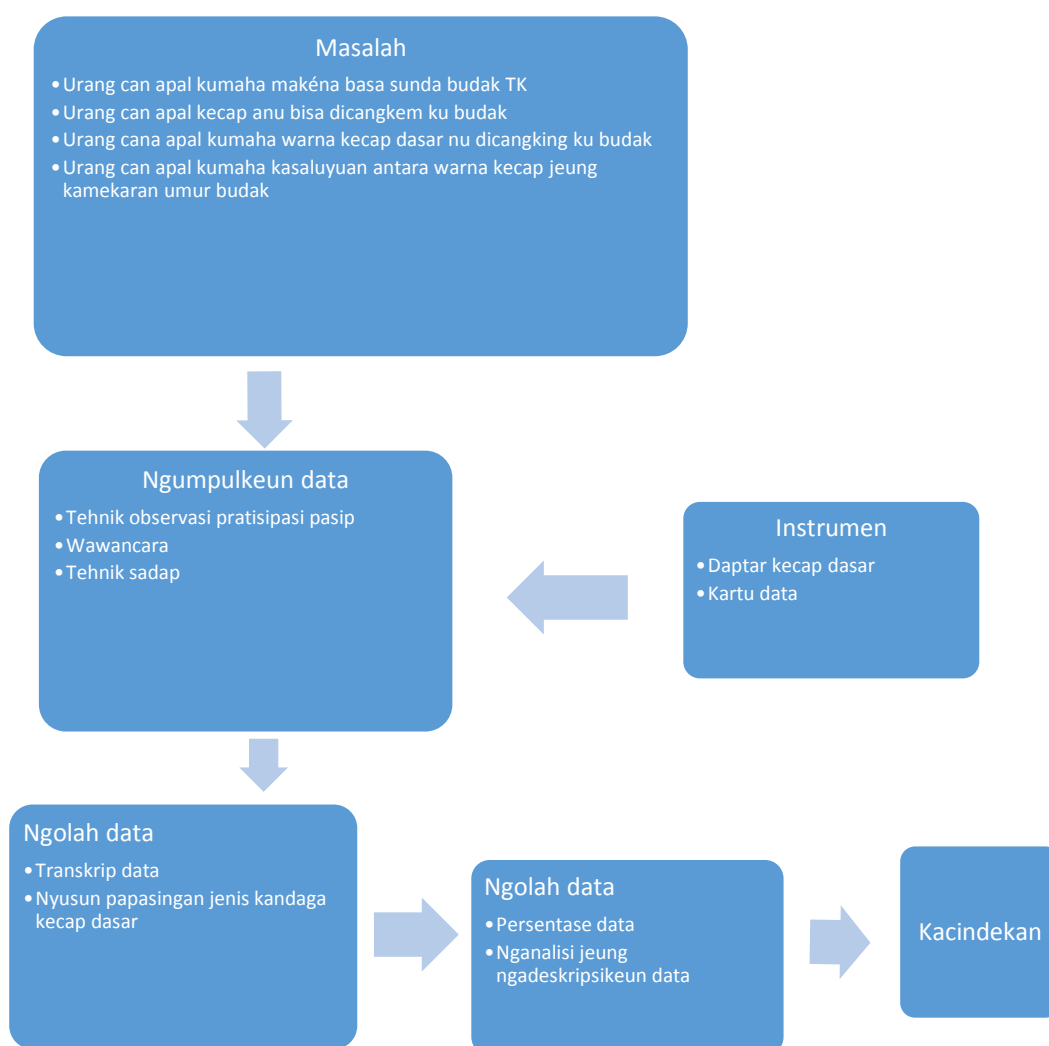 Masalah
•Urang can apal kumaha makéna basa sunda budak TK
•Urang can apal kecap anu bisa dicangkem ku budak
•Urang cana apal kumaha warna kecap dasar nu dicangking ku budak
•Urang can apal kumaha kasaluyuan antara warna kecap jeung
kamekaran umur budak
Ngumpulkeun data
•Tehnik observasi pratisipasi pasip
•Wawancara
•Tehnik sadap
Instrumen
•Daptar kecap dasar
•Kartu data
Ngolah data
•Transkrip data
•Nyusun papasingan jenis kandaga
kecap dasar
Ngolah data
•Persentase data
•Nganalisi jeung
ngadeskripsikeun data
Kacindekan